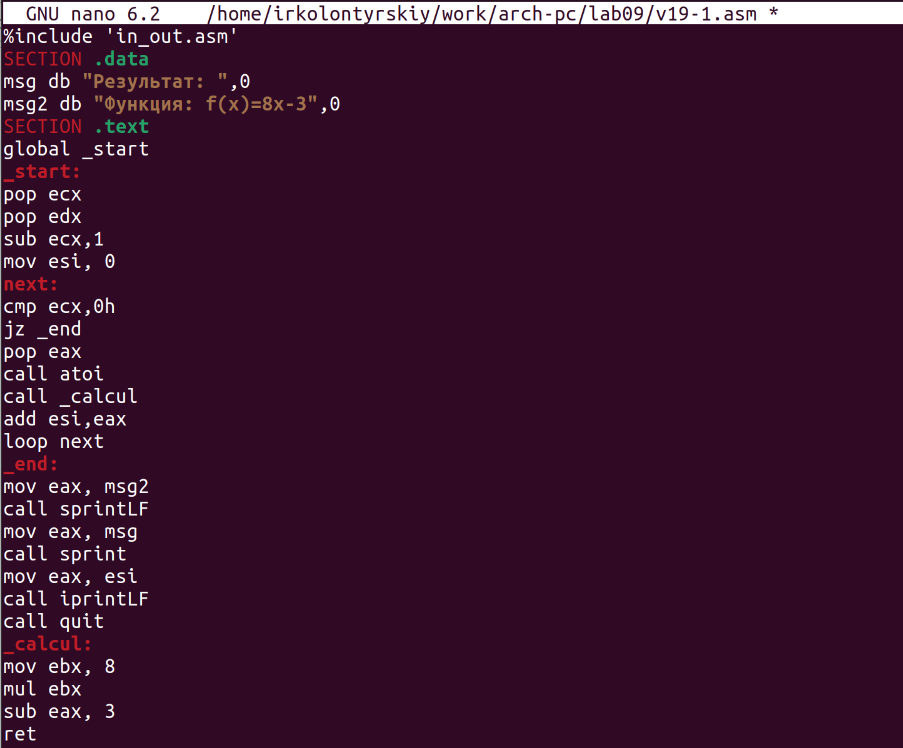 GNU nano 6.2 /home/irkolontyrskiy/work/arch-pc/lab09/v19-1.asm *
%include 'in_out.asm'
SECTION .data
msg db "Результат: ",0
msg2 db "Функция: f(x)=8x-3",0
SECTION .text
global _start
_start:
pop ecx
pop edx
sub ecx,1
mov esi, 0
next:
cmp ecx,0h
jz _end
pop eax
call atoi
call _calcul
add esi,eax
loop next
_end:
mov eax, msg2
call sprintLF
mov eax, msg
call sprint
mov eax, esi
call iprintLF
call quit
_calcul:
mov ebx, 8
mul ebx
sub eax, 3
ret